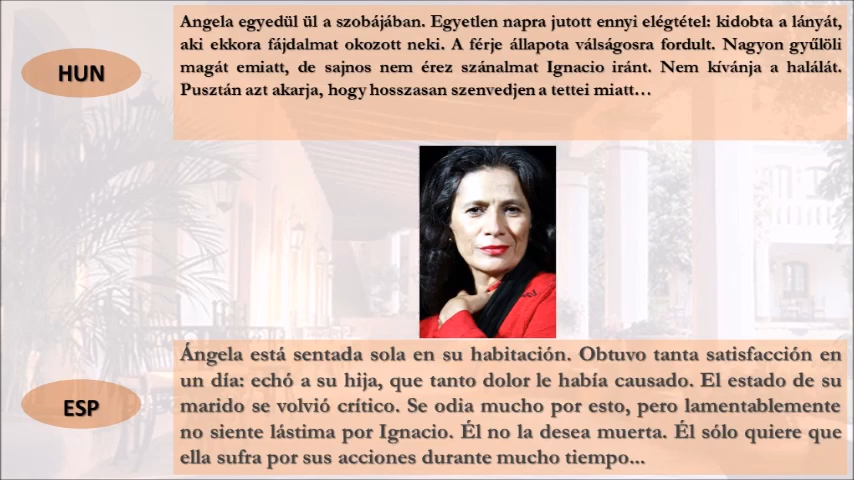 HUN
Angela egyedül ül a szobájában. Egyetlen napra jutott ennyi elégtétel: kidobta a lányát,
aki ekkora fájdalmat okozott neki. A férje állapota válságosra fordult. Nagyon gyűlöli
magát emiatt, de sajnos nem érez szánalmat Ignacio iránt. Nem kívánja a halálát.
Pusztán azt akarja, hogy hosszasan szenvedjen a tettei miatt…
ESP
Ángela está sentada sola en su habitación. Obtuvo tanta satisfacción en
un día: echó a su hija, que tanto dolor le había causado. El estado de su
marido se volvió crítico. Se odia mucho por esto, pero lamentablemente
no siente lástima por Ignacio. Él no la desea muerta. Él sólo quiere que
ella sufra por sus acciones durante mucho tiempo...